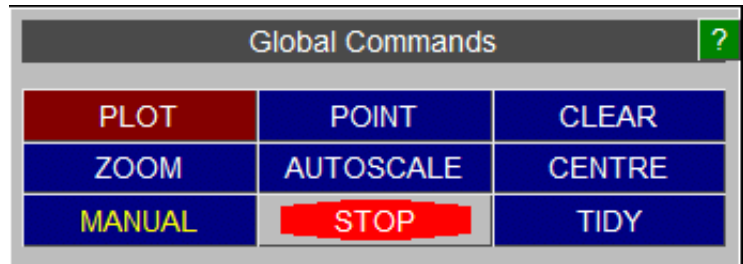 Global Commands ?
PLOT POINT CLEAR
ZOOM AUTOSCALE CENTRE
MANUAL STOP TIDY